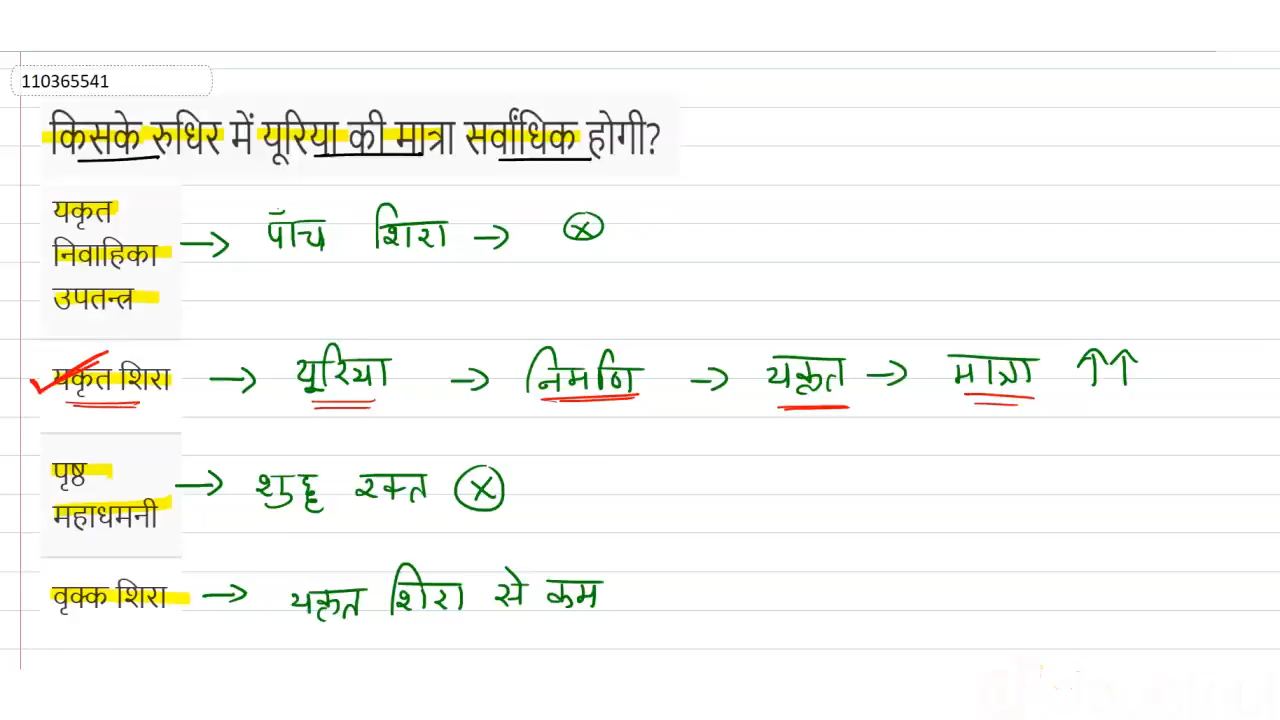 110365541
किसके रुधिर में यूरिया की मात्रा सर्वाधिक होगी?
यकृत
निवाहिका
उपतन्त्र
→ पाँच शिरा → ⊗
यकृत शिरा → यूरिया → निर्माण → यकृत → मात्रा ↑↑
पृष्ठ
महाधमनी
→ शुद्ध रक्त ⊗
वृक्क शिरा → यकृत शिरा से कम